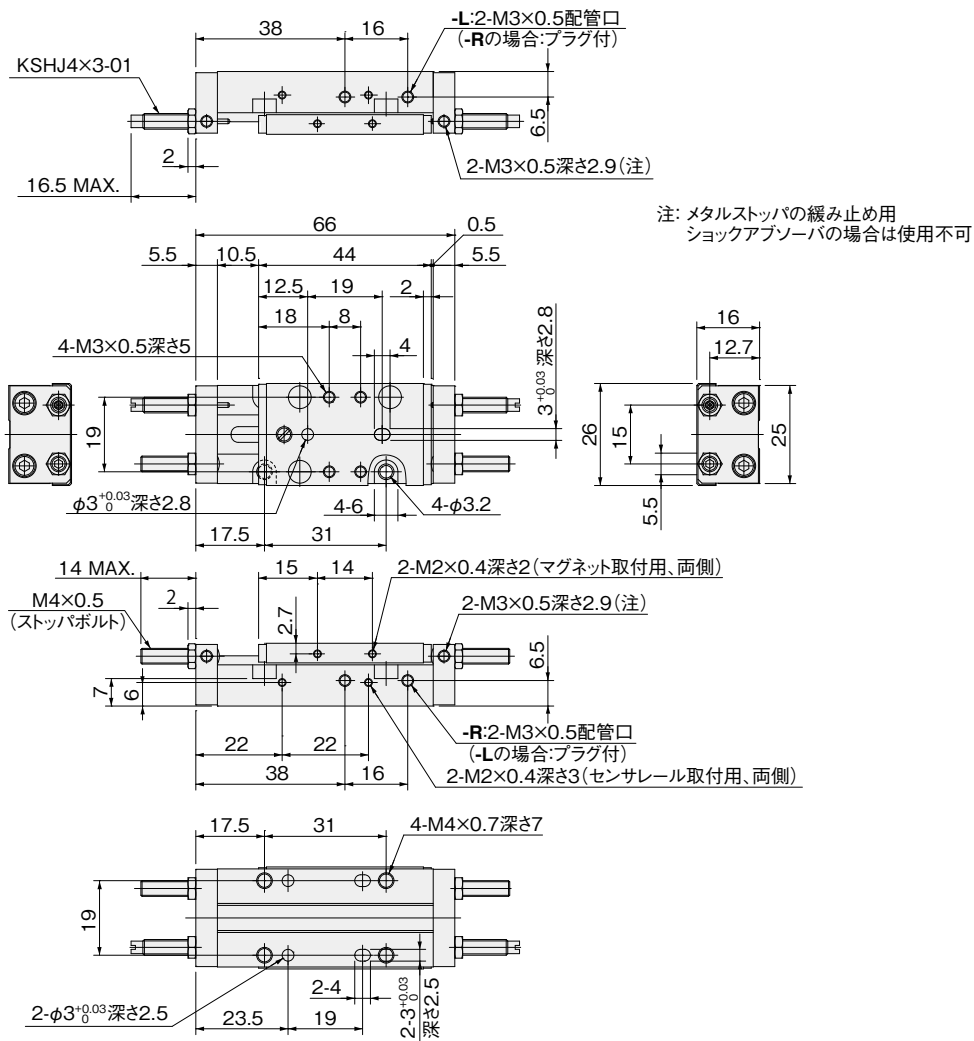 38
16
-L:2-M3×0.5配管口
(-Rの場合:プラグ付)
KSHJ4×3-01
6.5
2
2-M3×0.5深さ2.9(注)
16.5 MAX.
注: メタルストッパの緩み止め用
ショックアブソーバの場合は使用不可
66
0.5
5.5
10.5
44
5.5
12.5
19
2
18
8
4-M3×0.5深さ5
4
3 +0.03 0 深さ2.8
16
12.7
19
26
15
25
5.5
φ3 +0.03 0 深さ2.8
4-6
4-φ3.2
17.5
31
14 MAX.
15
14
2-M2×0.4深さ2(マグネット取付用、両側)
M4×0.5
(ストッパボルト)
2
2.7
2-M3×0.5深さ2.9(注)
6.5
7
6
-R:2-M3×0.5配管口
(-Lの場合:プラグ付)
22
22
2-M2×0.4深さ3(センサレール取付用、両側)
38
16
17.5
31
4-M4×0.7深さ7
19
2-4
2-3 +0.03 0
深さ2.5
2-φ3 +0.03 0 深さ2.5
23.5
19